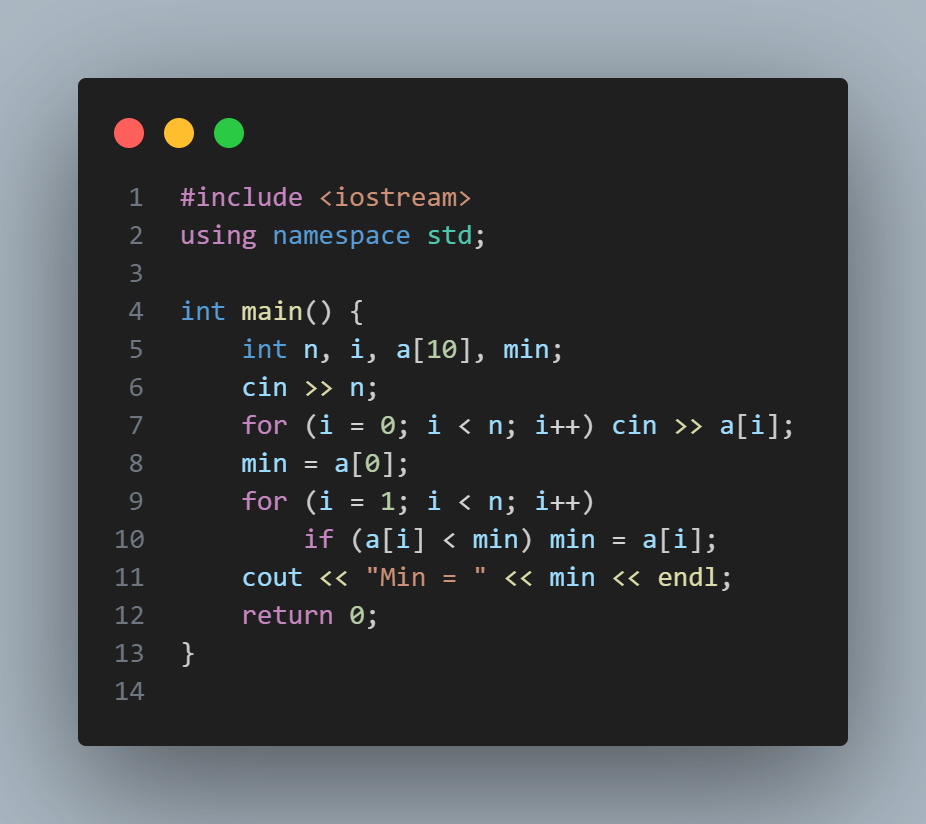 1 #include <iostream>
2 using namespace std;
3
4 int main() {
5     int n, i, a[10], min;
6     cin >> n;
7     for (i = 0; i < n; i++) cin >> a[i];
8     min = a[0];
9     for (i = 1; i < n; i++)
10         if (a[i] < min) min = a[i];
11     cout << "Min = " << min << endl;
12     return 0;
13 }
14